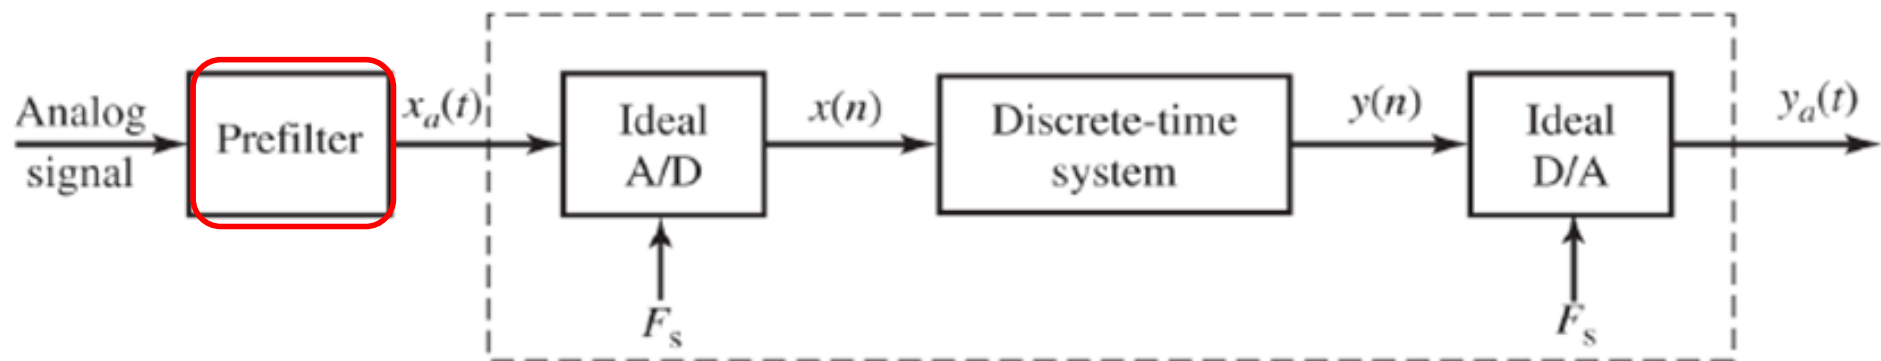 Analog
signal
Prefilter
xₐ(t)
Ideal
A/D
Fₛ
x(n)
Discrete-time
system
y(n)
Ideal
D/A
Fₛ
yₐ(t)